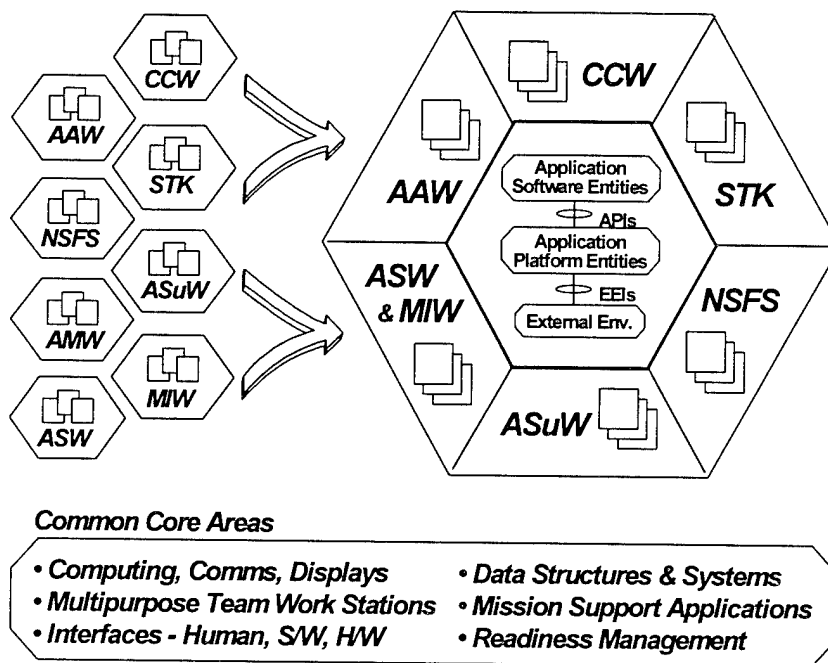 CCW
AAW
STK
NSFS
ASuW
AMW
MIW
ASW
CCW
AAW
STK
Application
Software Entities
APIs
Application
Platform Entities
EEIs
External Env.
ASW
& MIW
NSFS
ASuW
Common Core Areas
• Computing, Comms, Displays
• Multipurpose Team Work Stations
• Interfaces - Human, S/W, H/W
• Data Structures & Systems
• Mission Support Applications
• Readiness Management